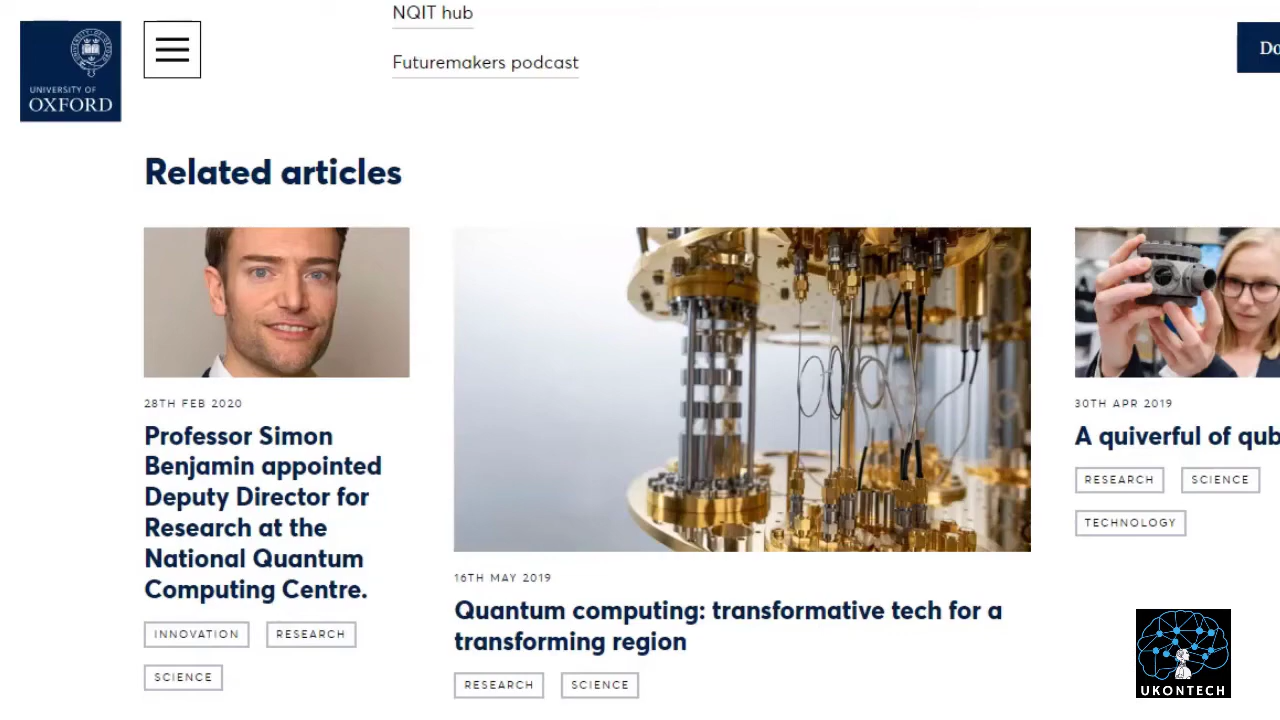 NQIT hub
Futuremakers podcast
UNIVERSITY OF
OXFORD
Related articles
28TH FEB 2020
Professor Simon
Benjamin appointed
Deputy Director for
Research at the
National Quantum
Computing Centre.
INNOVATION
RESEARCH
SCIENCE
16TH MAY 2019
Quantum computing: transformative tech for a
transforming region
RESEARCH
SCIENCE
30TH APR 2019
A quiverful of
RESEARCH
SCIENCE
TECHNOLOGY
UKONTECH